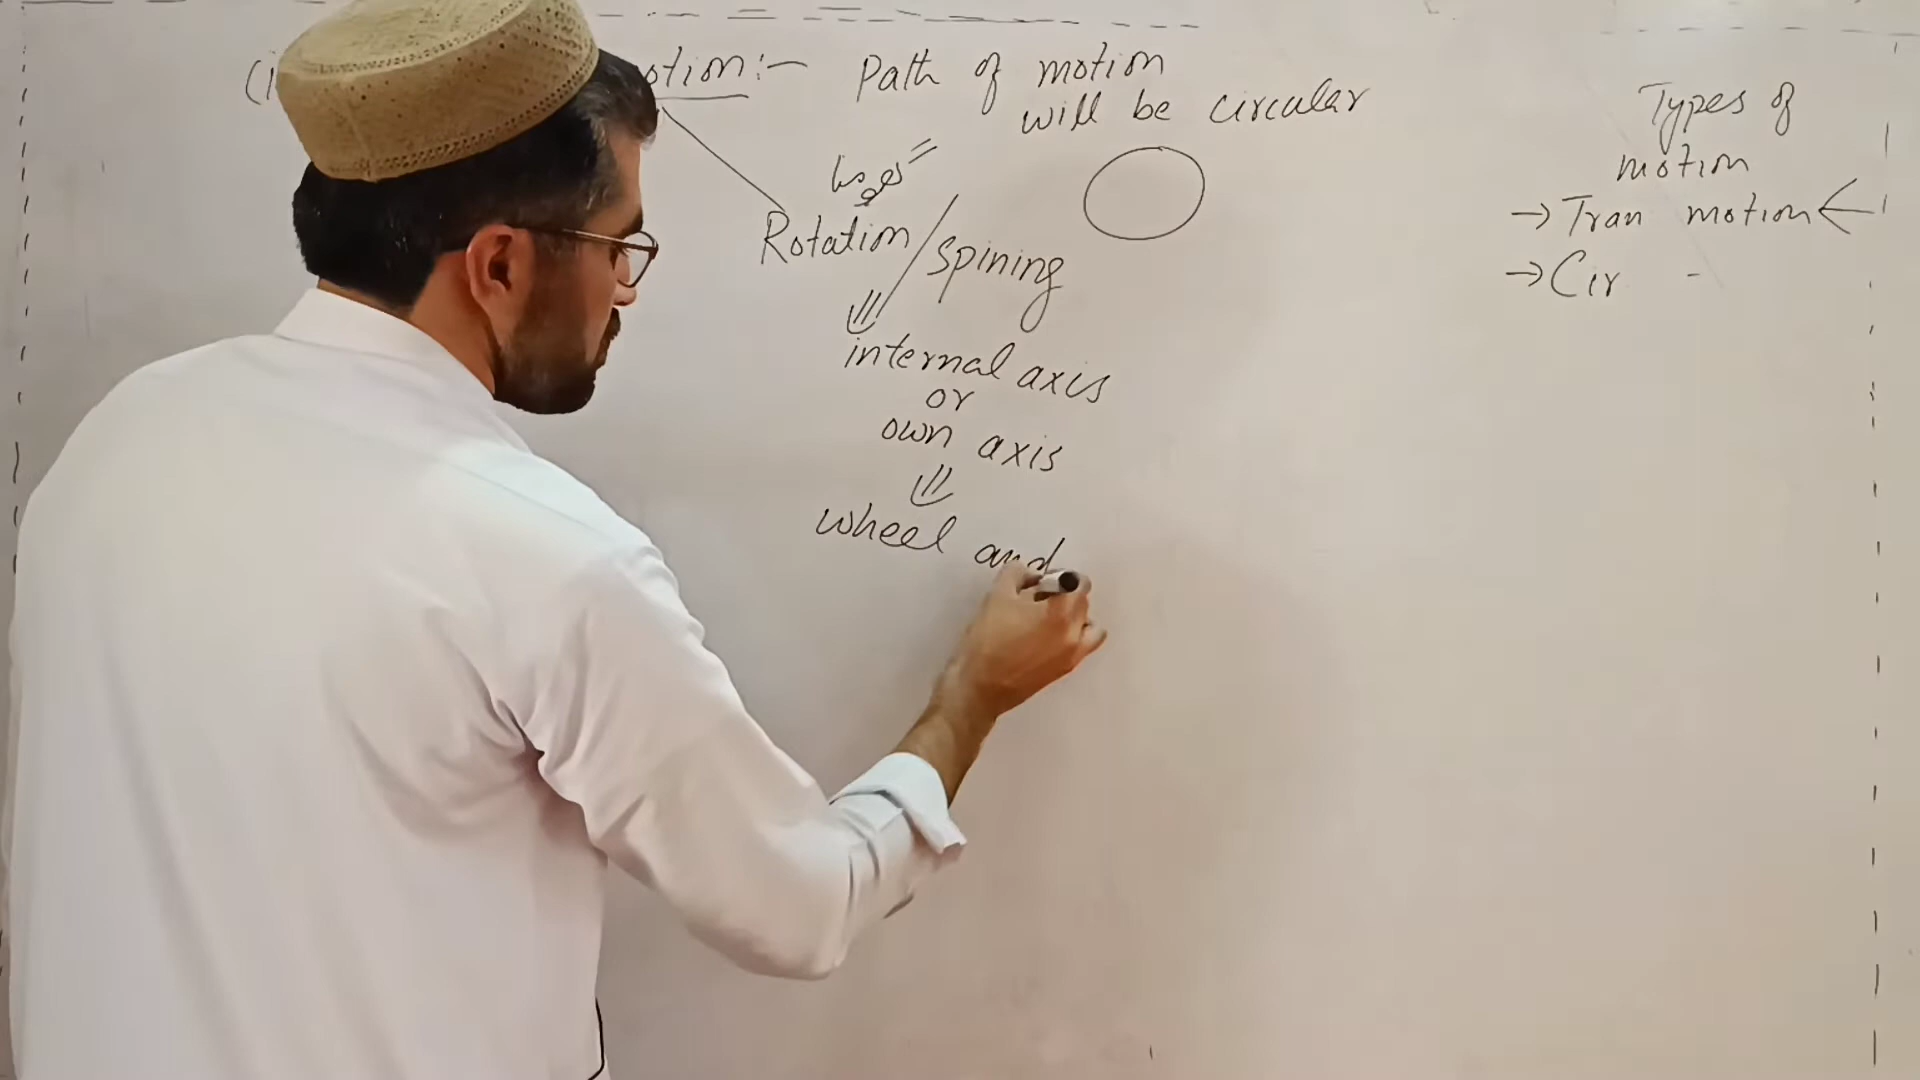 otion:- Path of motion
will be circular
Rotation / Spining
internal axis
or
own axis
wheel and
Types of
motion
→ Tran motion ←
→ Cir -